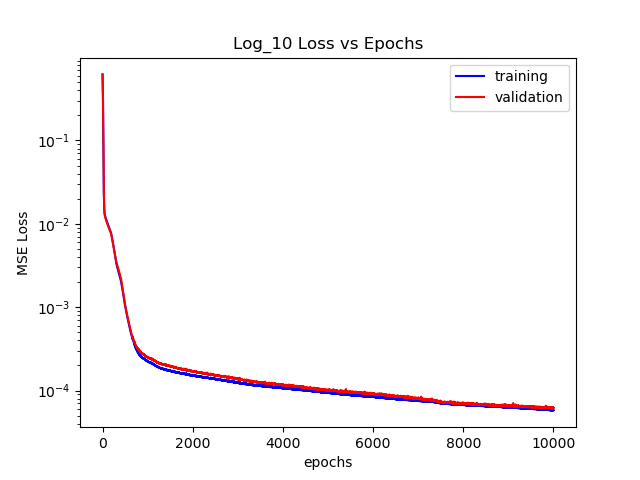 Log_10 Loss vs Epochs
training
validation
MSE Loss
10⁻¹
10⁻²
10⁻³
10⁻⁴
0 2000 4000 6000 8000 10000
epochs